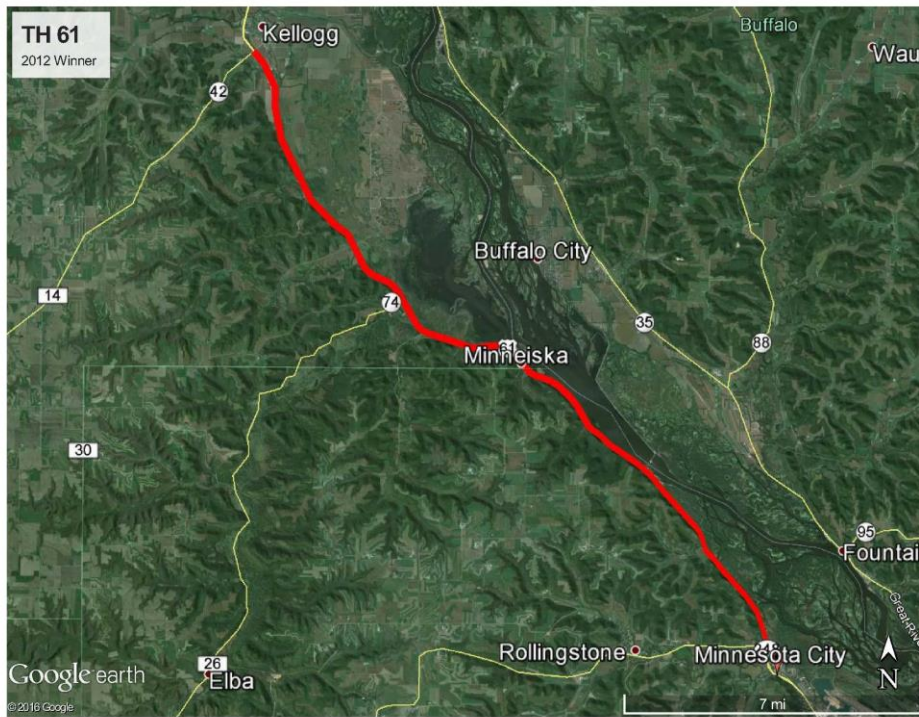 TH 61
2012 Winner
Kellogg
Buffalo
Wau
42
Buffalo City
14
74
35
88
61
Minneiska
30
95
Fountai
Great River
Rollingstone
Minnesota City
26
Elba
N
Google earth
7 mi
© 2016 Google